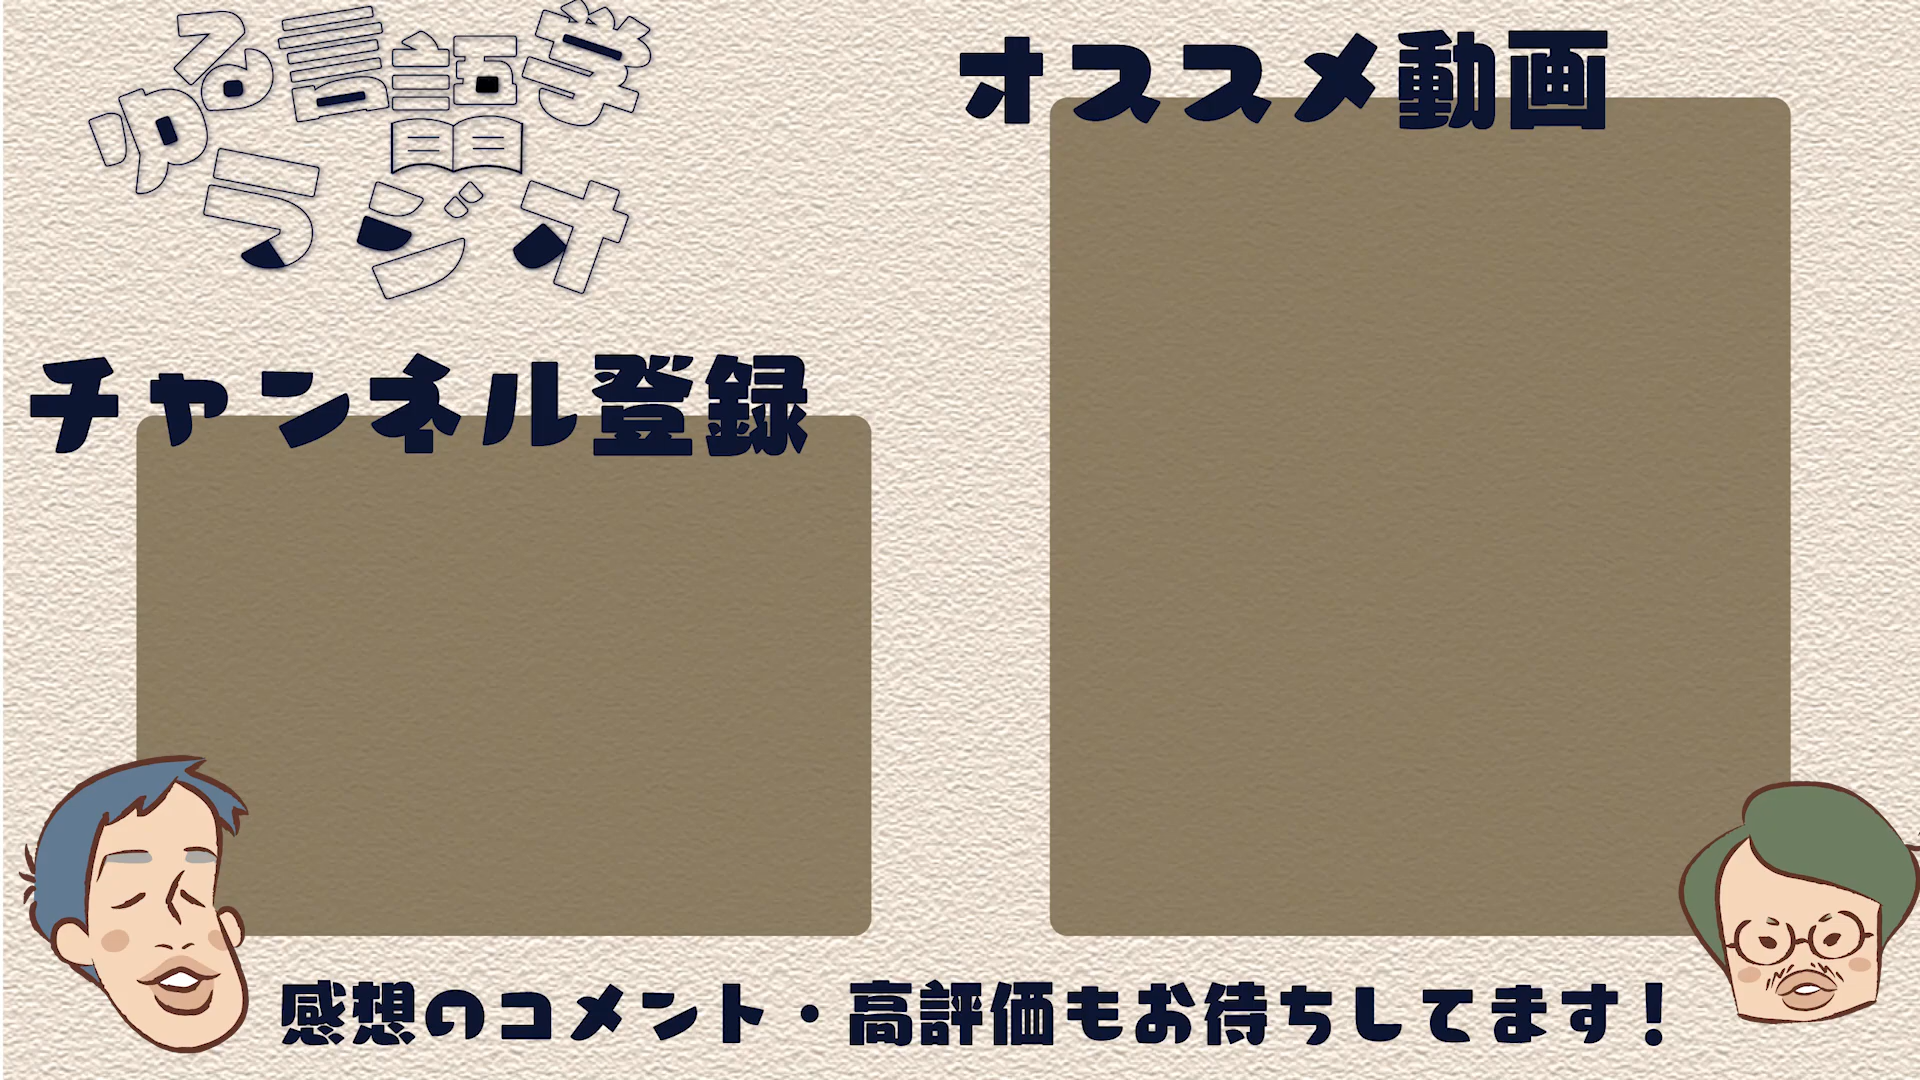 ゆる言語学
ラジオ
オススメ動画
チャンネル登録
感想のコメント・高評価もお待ちしてます!